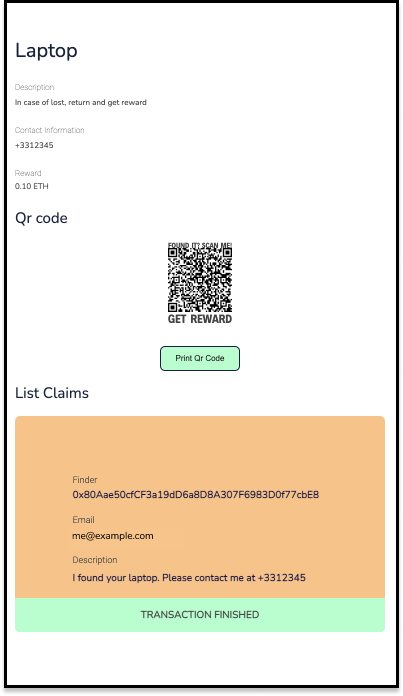 Laptop
Description
In case of lost, return and get reward
Contact information
+3312345
Reward
0.10 ETH
Qr code
FOUND IT? SCAN ME!
GET REWARD
Print Qr Code
List Claims
Finder
0x80Aae50cfCF3a19dD6a8D8A307F6983D0f77cbE8
Email
me@example.com
Description
I found your laptop. Please contact me at +3312345
TRANSACTION FINISHED